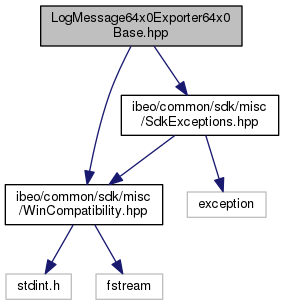 LogMessage64x0Exporter64x0
Base.hpp
ibeo/common/sdk/misc
/SdkExceptions.hpp
ibeo/common/sdk/misc
/WinCompatibility.hpp
exception
stdint.h
fstream